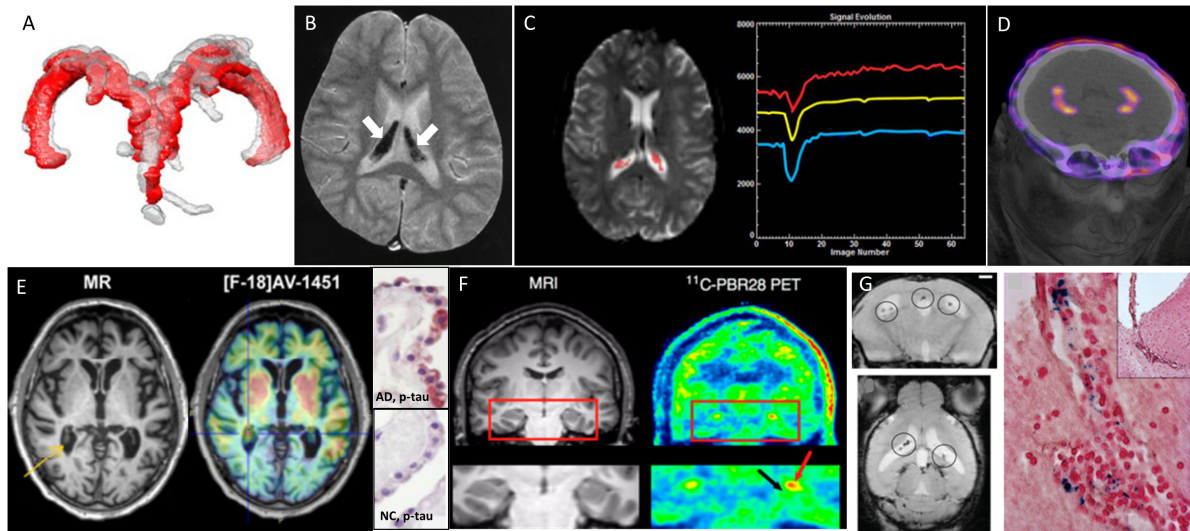 A
B
C
Signal Evolution
8000
6000
4000
2000
0
0
10
20
30
40
50
60
Image Number
D
E
MR
[F-18]AV-1451
AD, p-tau
NC, p-tau
F
MRI
¹¹C-PBR28 PET
G